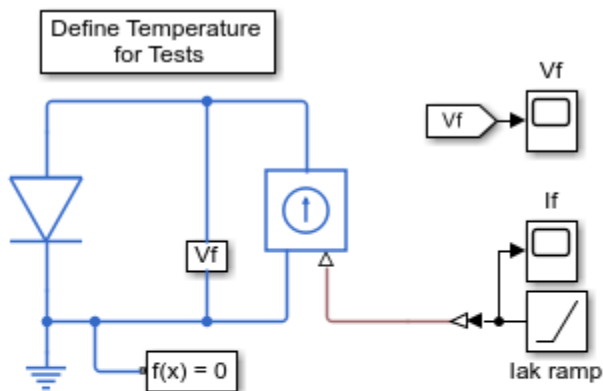 Define Temperature
for Tests
Vf
Vf
If
Vf
f(x) = 0
Iak ramp